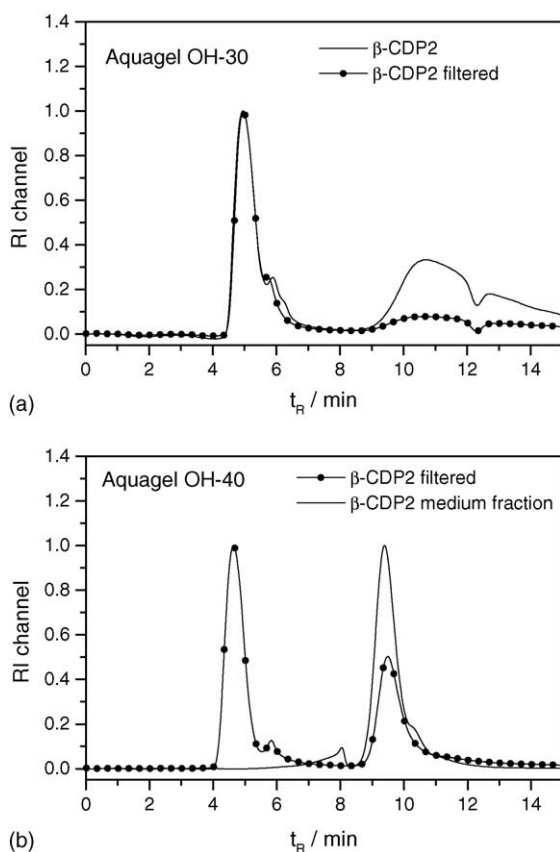 Aquagel OH-30
β-CDP2
β-CDP2 filtered
RI channel
1.4
1.2
1.0
0.8
0.6
0.4
0.2
0.0
0 2 4 6 8 10 12 14
(a)
t_R / min
Aquagel OH-40
β-CDP2 filtered
β-CDP2 medium fraction
RI channel
1.4
1.2
1.0
0.8
0.6
0.4
0.2
0.0
0 2 4 6 8 10 12 14
(b)
t_R / min